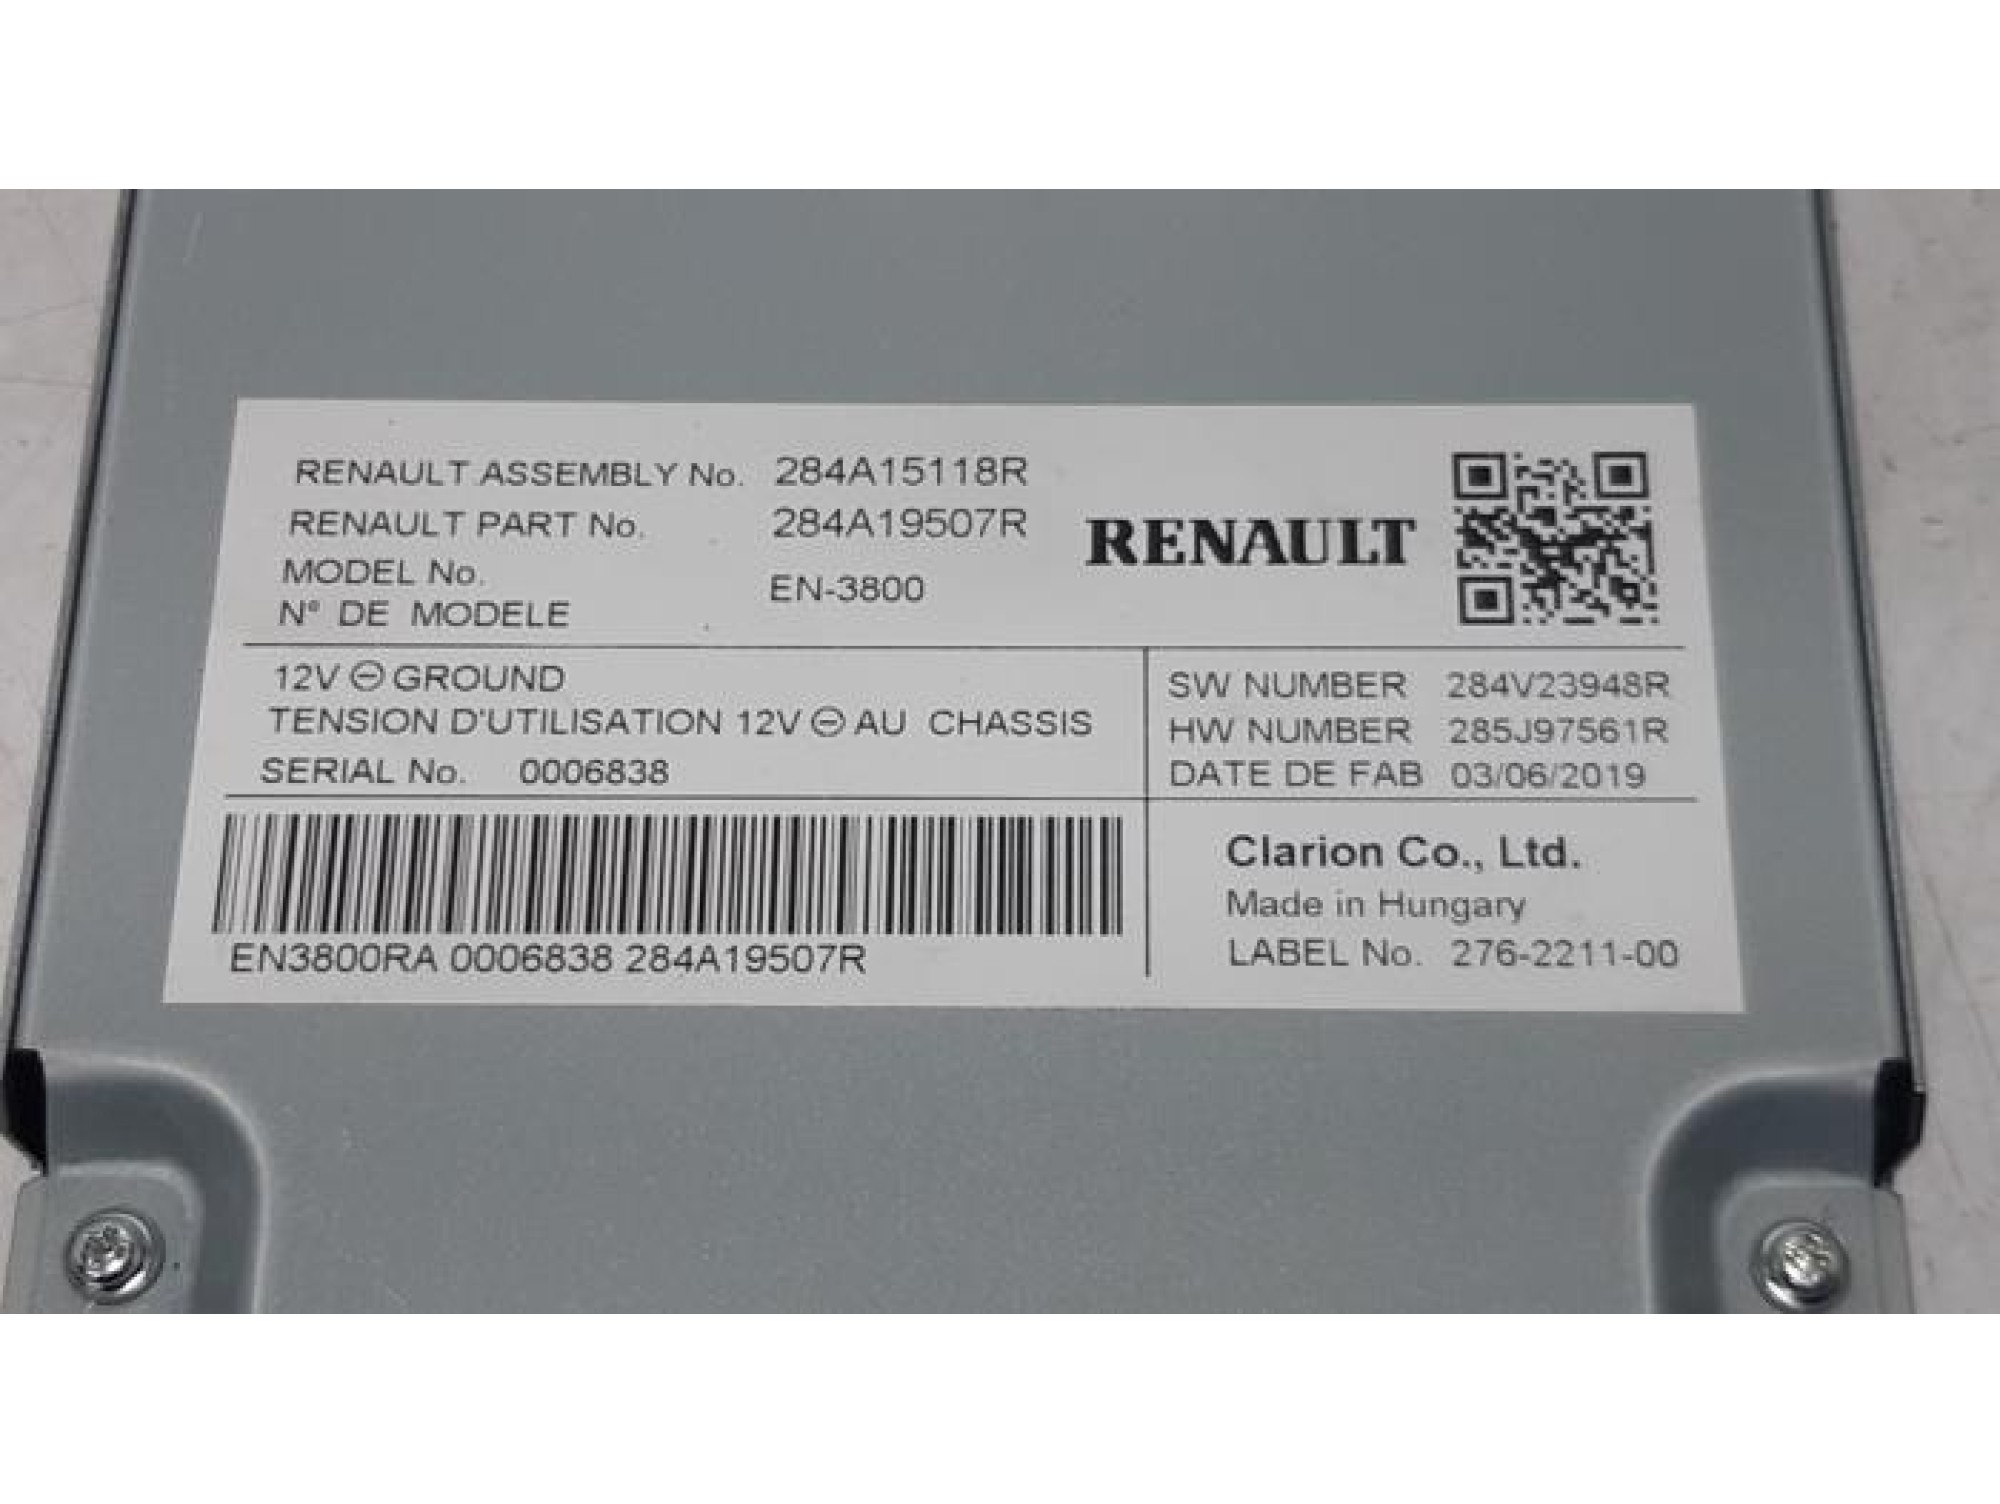 RENAULT ASSEMBLY No. 284A15118R
RENAULT PART No. 284A19507R
MODEL No.
N° DE MODELE EN-3800
RENAULT
12V ⊖ GROUND
TENSION D'UTILISATION 12V ⊖ AU CHASSIS
SERIAL No. 0006838
SW NUMBER 284V23948R
HW NUMBER 285J97561R
DATE DE FAB 03/06/2019
EN3800RA 0006838 284A19507R
Clarion Co., Ltd.
Made in Hungary
LABEL No. 276-2211-00